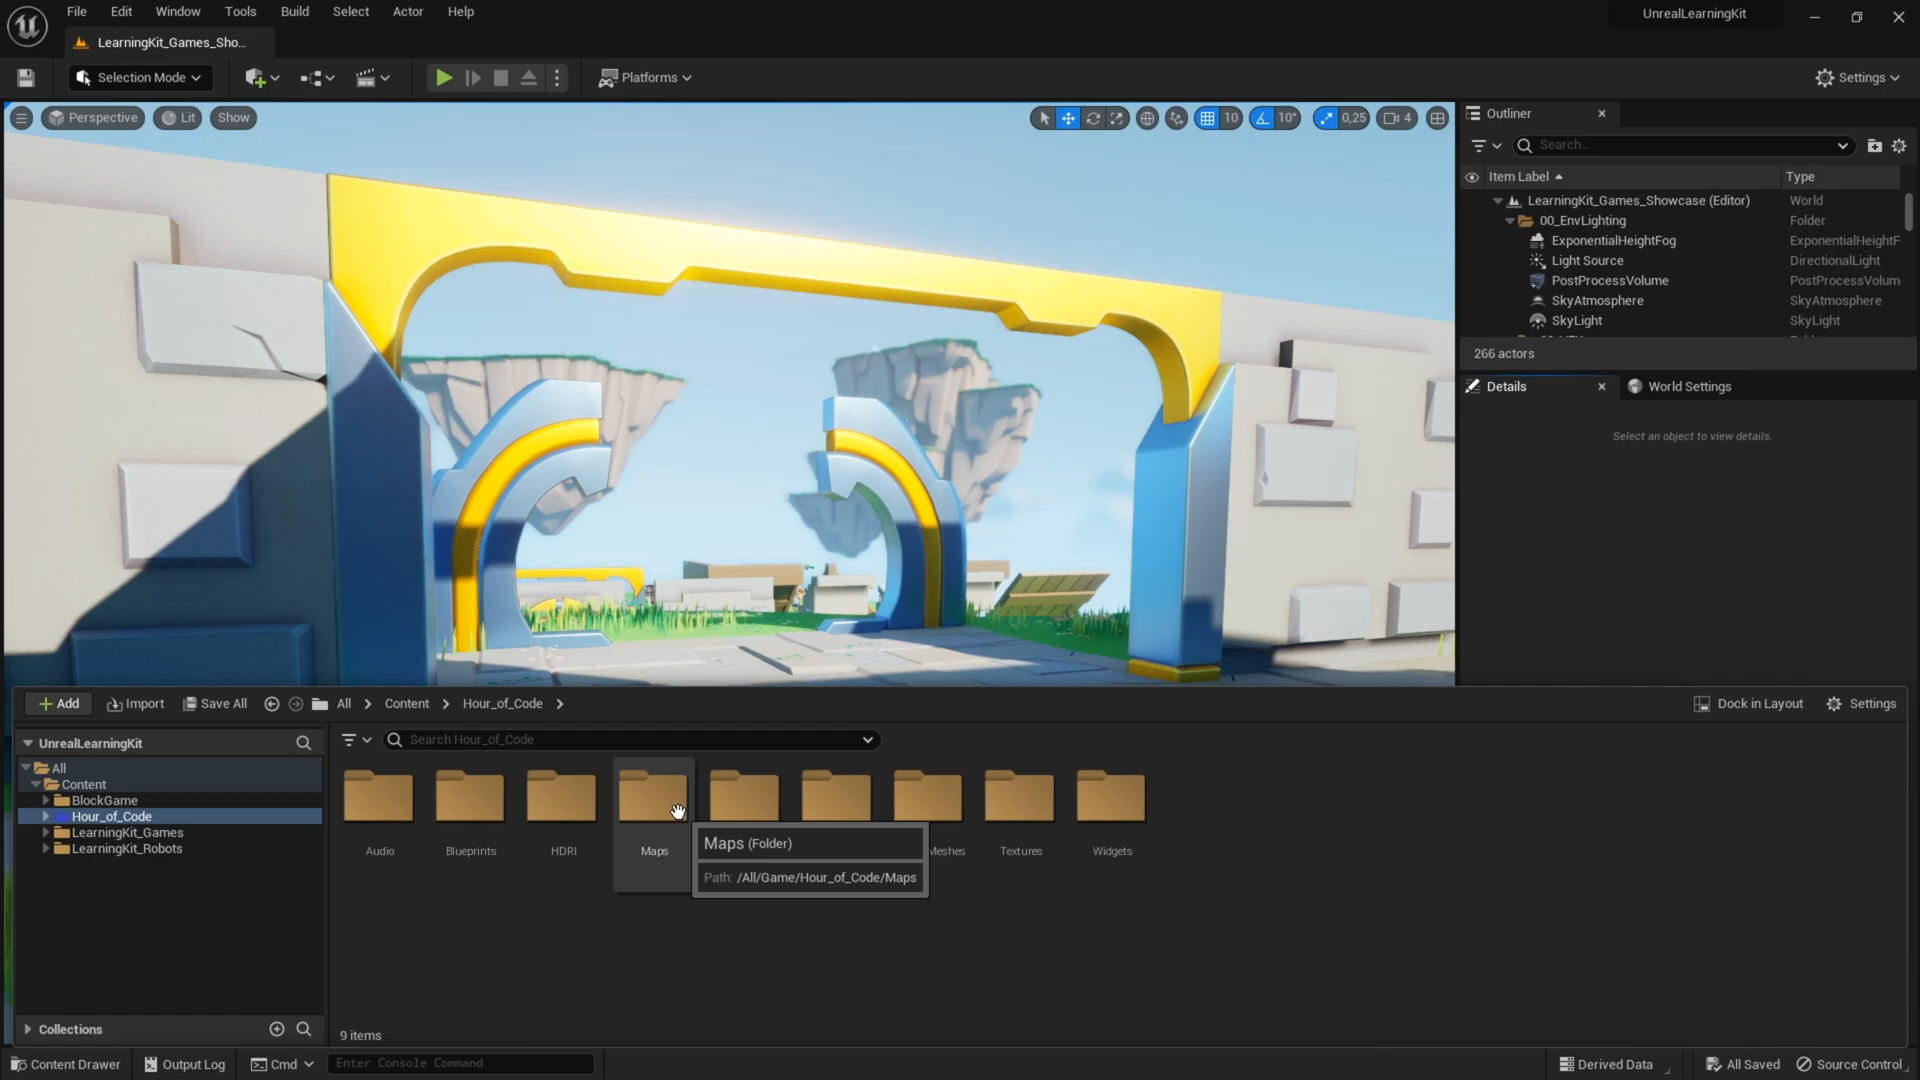 File Edit Window Tools Build Select Actor Help
UnrealLearningKit
LearningKit_Games_Sho...
Selection Mode
Platforms
Settings
Perspective Lit Show
10 10° 0,25 4
Outliner
Search...
Item Label Type
LearningKit_Games_Showcase (Editor) World
00_EnvLighting Folder
ExponentialHeightFog ExponentialHeightF
Light Source DirectionalLight
PostProcessVolume PostProcessVolum
SkyAtmosphere SkyAtmosphere
SkyLight SkyLight
266 actors
Details World Settings
Select an object to view details.
Add Import Save All All Content Hour_of_Code
Dock in Layout Settings
UnrealLearningKit
Search Hour_of_Code
All
Content
BlockGame
Hour_of_Code
LearningKit_Games
LearningKit_Robots
Audio Blueprints HDRI Maps Meshes Textures Widgets
Maps (Folder)
Path: /All/Game/Hour_of_Code/Maps
Collections
9 items
Content Drawer Output Log Cmd Enter Console Command
Derived Data All Saved Source Control